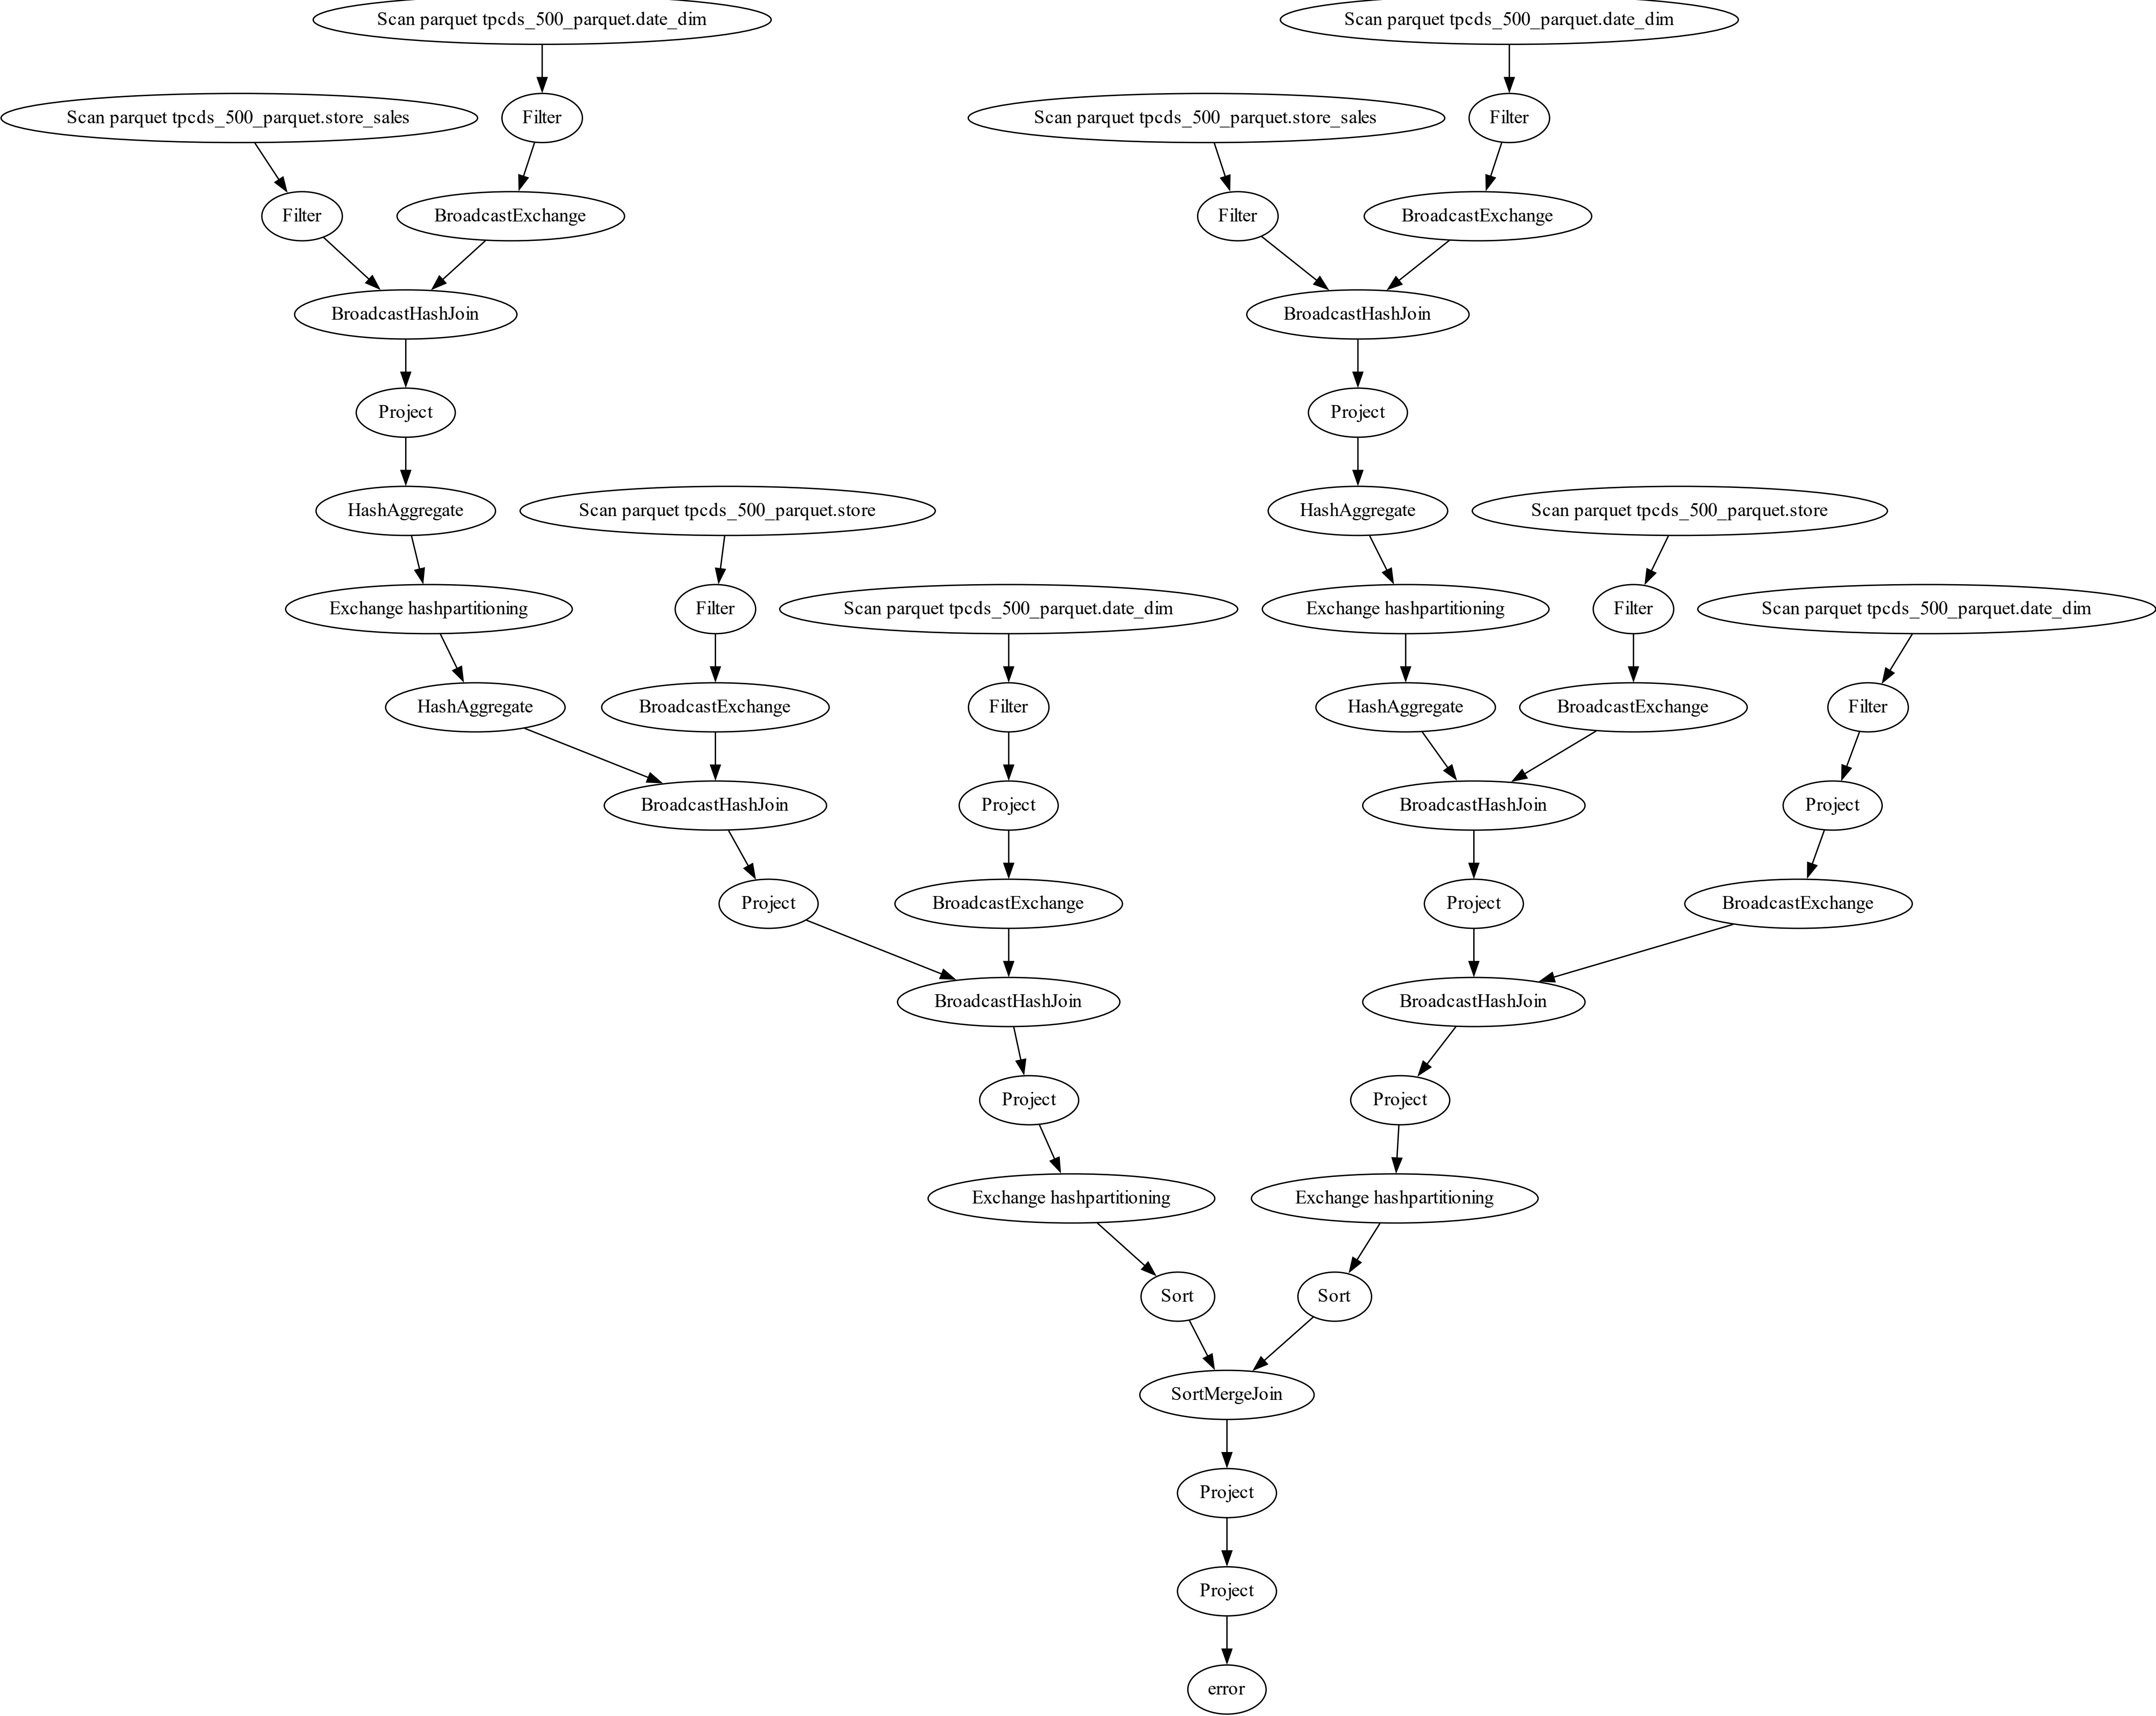 Scan parquet tpcds_500_parquet.date_dim
Scan parquet tpcds_500_parquet.date_dim
Scan parquet tpcds_500_parquet.store_sales
Filter
Scan parquet tpcds_500_parquet.store_sales
Filter
Filter
BroadcastExchange
Filter
BroadcastExchange
BroadcastHashJoin
BroadcastHashJoin
Project
Project
HashAggregate
Scan parquet tpcds_500_parquet.store
HashAggregate
Scan parquet tpcds_500_parquet.store
Exchange hashpartitioning
Filter
Scan parquet tpcds_500_parquet.date_dim
Exchange hashpartitioning
Filter
Scan parquet tpcds_500_parquet.date_dim
HashAggregate
BroadcastExchange
Filter
HashAggregate
BroadcastExchange
Filter
BroadcastHashJoin
Project
BroadcastHashJoin
Project
Project
BroadcastExchange
Project
BroadcastExchange
BroadcastHashJoin
BroadcastHashJoin
Project
Project
Exchange hashpartitioning
Exchange hashpartitioning
Sort
Sort
SortMergeJoin
Project
Project
error